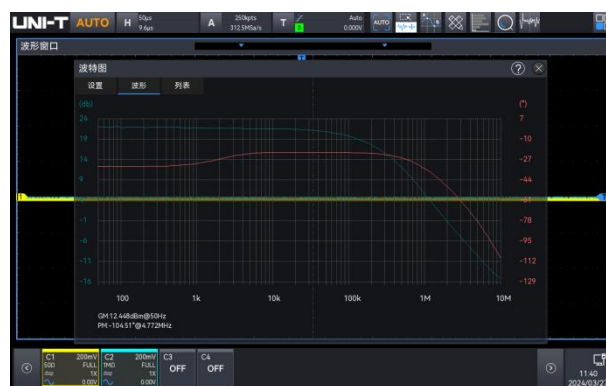 UNI-T AUTO H 50μs 9.6μs A 250kpts 312.5MSa/s T Auto 0.000V AUTO
波形窗口
T
波特图
设置 波形 列表
(db) (°)
24 7
19 -10
14 -27
9 -44
-1 -78
-6 -95
-11 -112
-16 -129
100 1k 10k 100k 1M 10M
GM:12.448dBm@50Hz
PM:-104.51°@4.772MHz
C1 200mV C2 200mV C3 C4
50Ω FULL 1MΩ FULL OFF OFF
1X 1X
0.00V 0.00V
11:40
2024/03/27